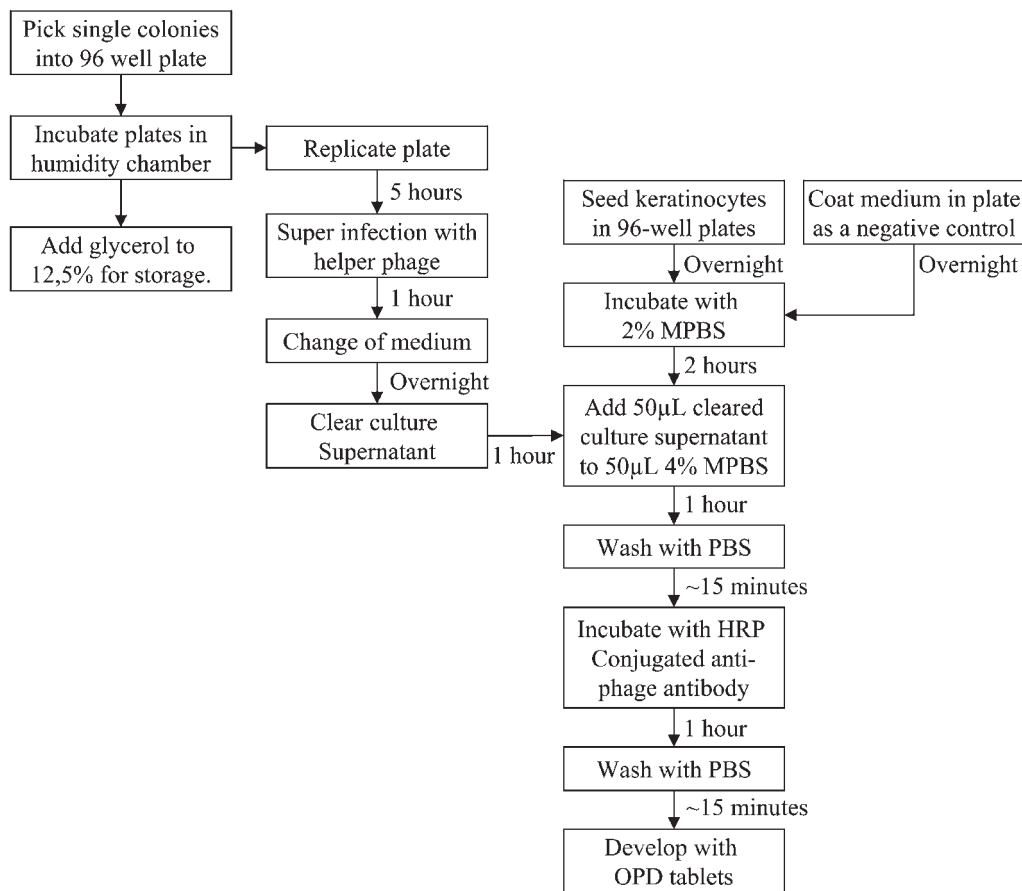 Pick single colonies
into 96 well plate
Incubate plates in
humidity chamber
Add glycerol to
12,5% for storage.
Replicate plate
5 hours
Super infection with
helper phage
1 hour
Change of medium
Overnight
Clear culture
Supernatant
1 hour
Seed keratinocytes
in 96-well plates
Overnight
Coat medium in plate
as a negative control
Overnight
Incubate with
2% MPBS
2 hours
Add 50µL cleared
culture supernatant
to 50µL 4% MPBS
1 hour
Wash with PBS
~15 minutes
Incubate with HRP
Conjugated anti-
phage antibody
1 hour
Wash with PBS
~15 minutes
Develop with
OPD tablets